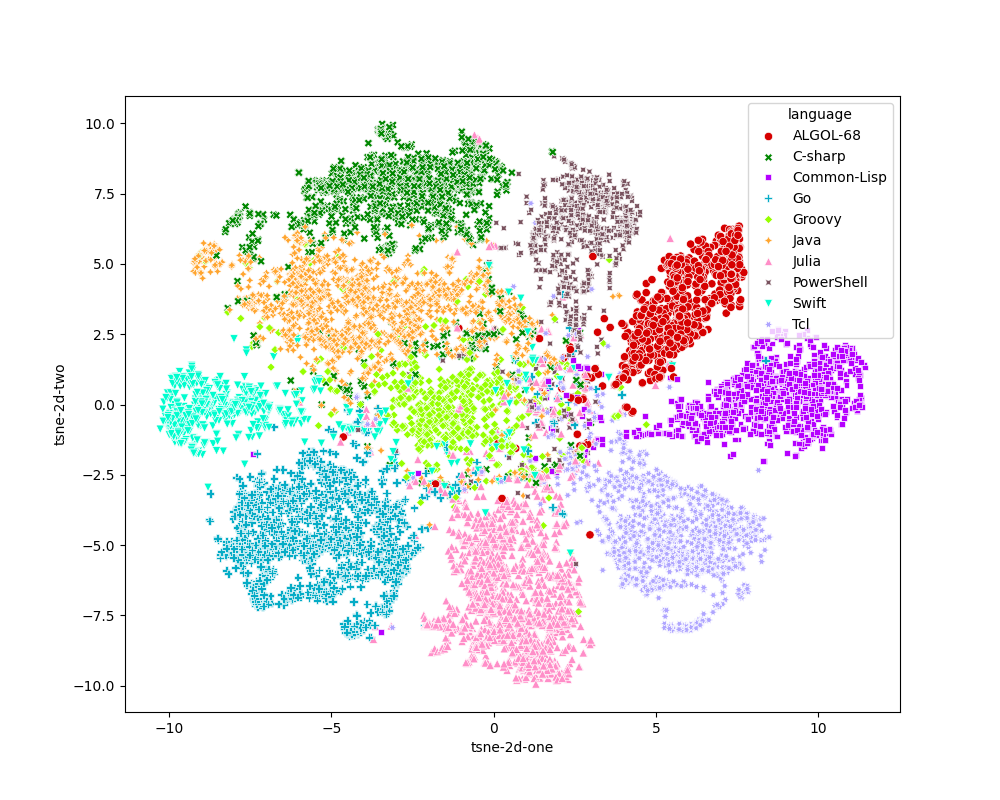 language
ALGOL-68
C-sharp
Common-Lisp
Go
Groovy
Java
Julia
PowerShell
Swift
Tcl
10.0
7.5
5.0
2.5
0.0
−2.5
−5.0
−7.5
−10.0
tsne-2d-two
−10
−5
0
5
10
tsne-2d-one